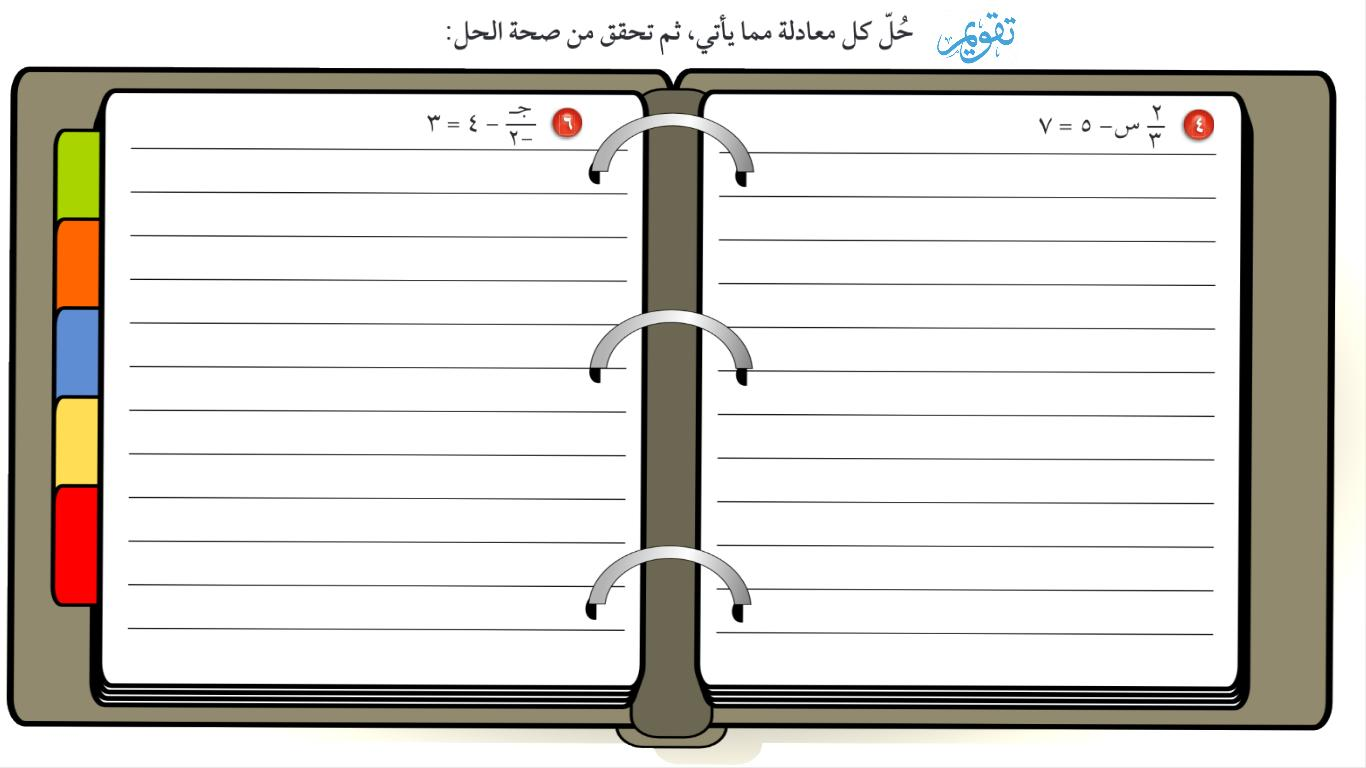 تقويم حُلّ كل معادلة مما يأتي، ثم تحقق من صحة الحل:
٤ ٢/٣ س – ٥ = ٧
٦ جـ/–٢ – ٤ = ٣